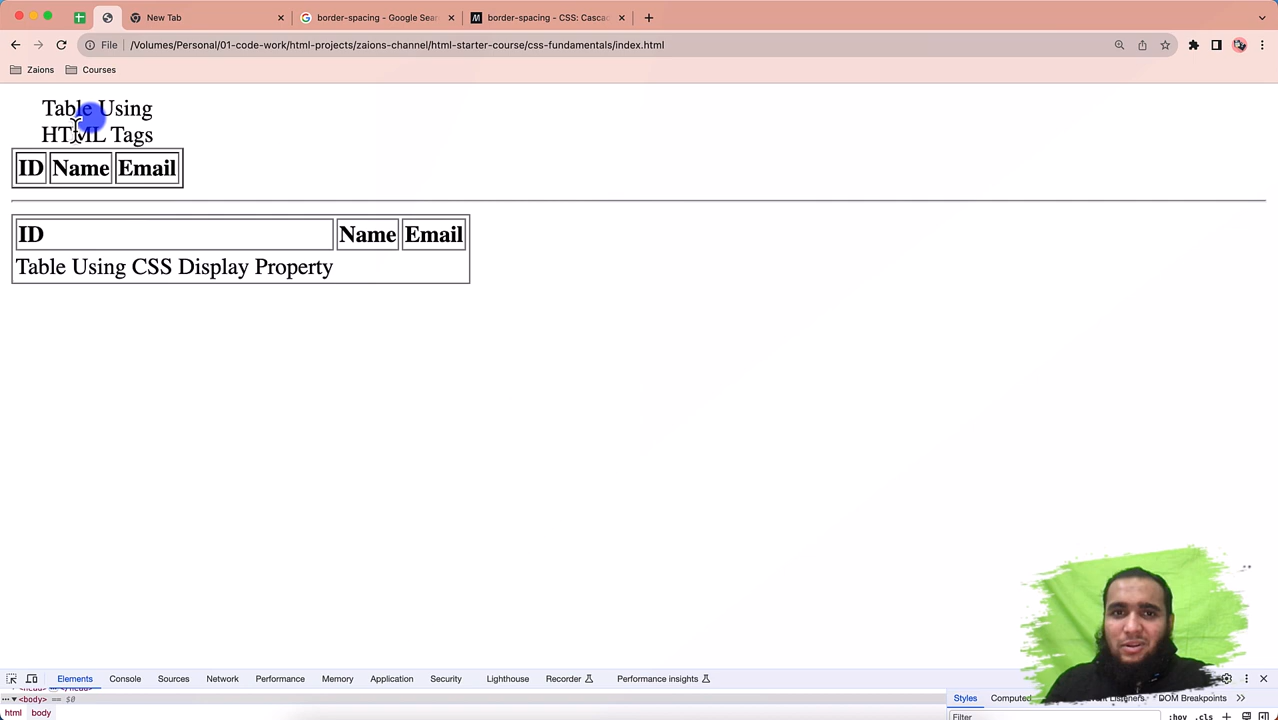 New Tab
border-spacing - Google Sear
border-spacing - CSS: Casca
File
/Volumes/Personal/01-code-work/html-projects/zaions-channel/html-starter-course/css-fundamentals/index.html
Zaions
Courses
Table Using
HTML Tags
ID Name Email
ID Name Email
Table Using CSS Display Property
Elements Console Sources Network Performance Memory Application Security Lighthouse Recorder Performance insights
<body> == $0
Styles Computed DOM Breakpoints
html body
Filter :hov .cls